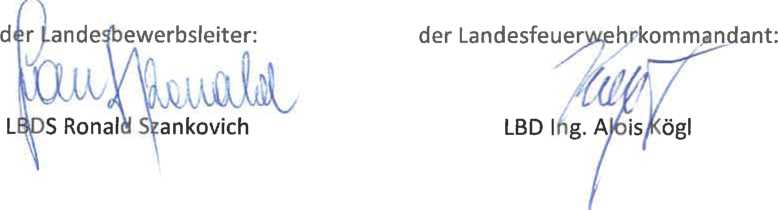 der Landesbewerbsleiter: der Landesfeuerwehrkommandant:
LBDS Ronald Szankovich LBD Ing. Alois Kögl